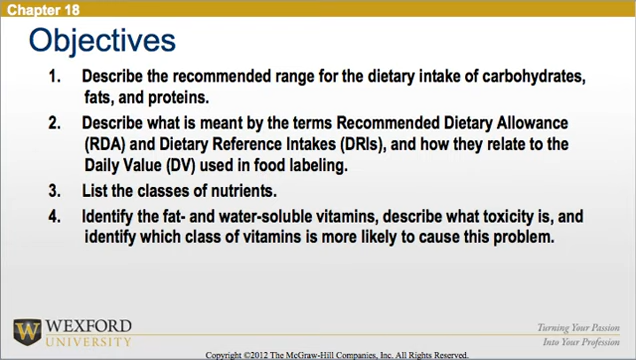 Chapter 18
Objectives
1. Describe the recommended range for the dietary intake of carbohydrates,
fats, and proteins.
2. Describe what is meant by the terms Recommended Dietary Allowance
(RDA) and Dietary Reference Intakes (DRIs), and how they relate to the
Daily Value (DV) used in food labeling.
3. List the classes of nutrients.
4. Identify the fat- and water-soluble vitamins, describe what toxicity is, and
identify which class of vitamins is more likely to cause this problem.
W
WEXFORD
UNIVERSITY
Turning Your Passion
Into Your Profession
Copyright ©2012 The McGraw-Hill Companies, Inc. All Rights Reserved.